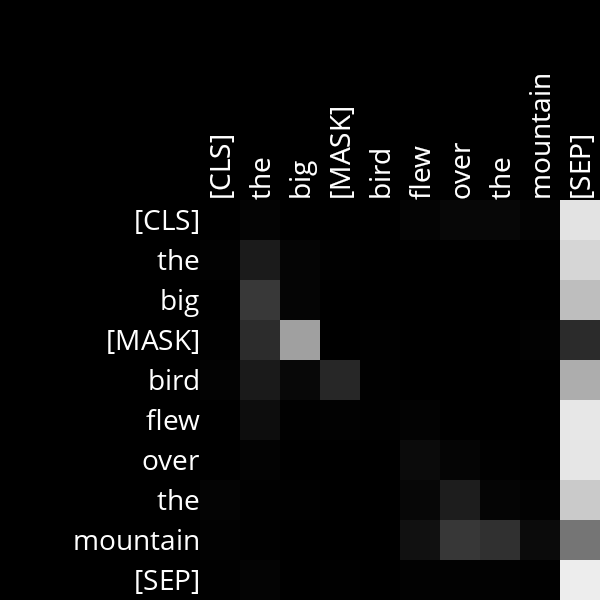 [CLS]
the
big
[MASK]
bird
flew
over
the
mountain
[SEP]
[CLS]
the
big
[MASK]
bird
flew
over
the
mountain
[SEP]